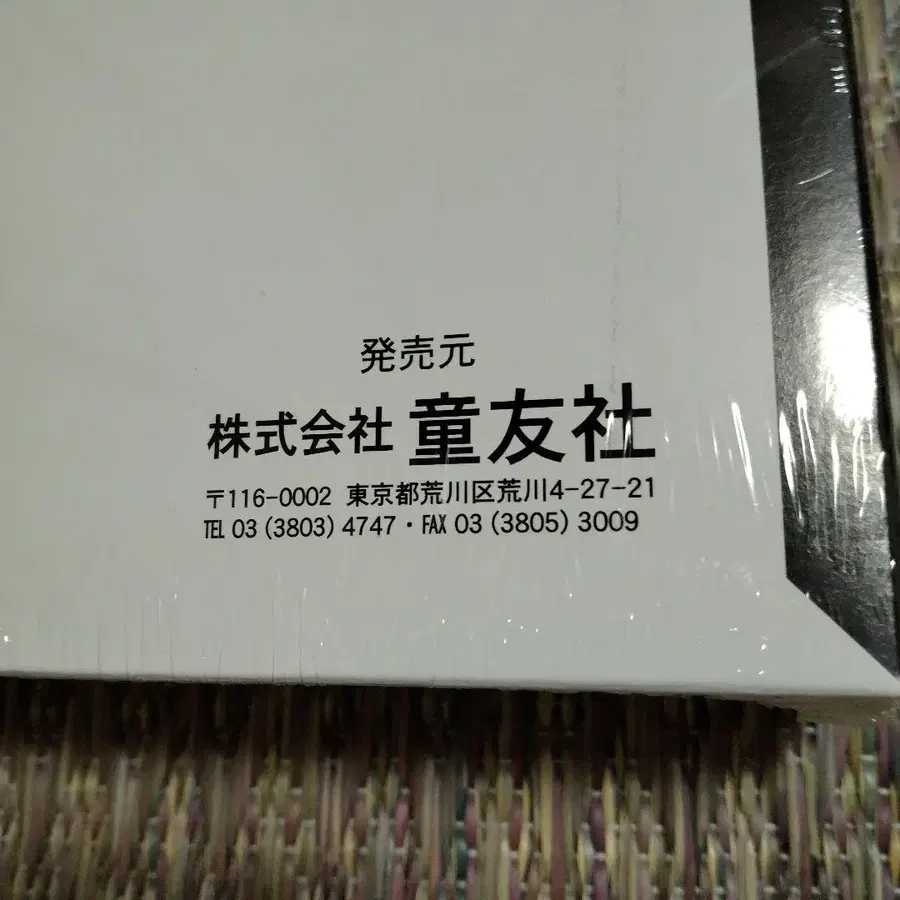 発売元
株式会社 童友社
〒116-0002 東京都荒川区荒川4-27-21
TEL 03 (3803) 4747・FAX 03 (3805) 3009